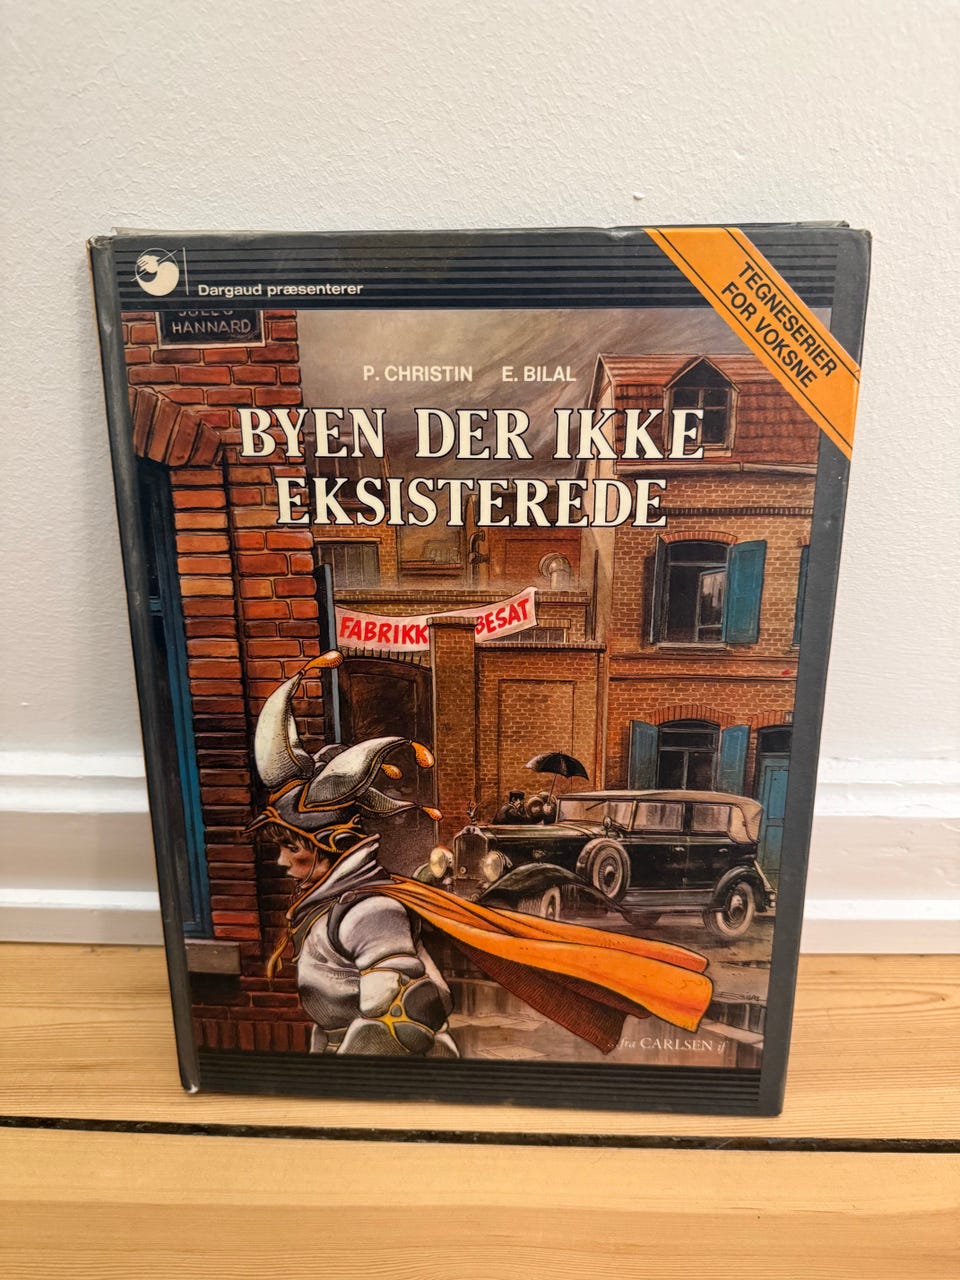 Dargaud præsenterer
TEGNESERIER
FOR VOKSNE
JULES
HANNARD
P. CHRISTIN E. BILAL
BYEN DER IKKE
EKSISTEREDE
FABRIKK BESAT
fra CARLSEN if